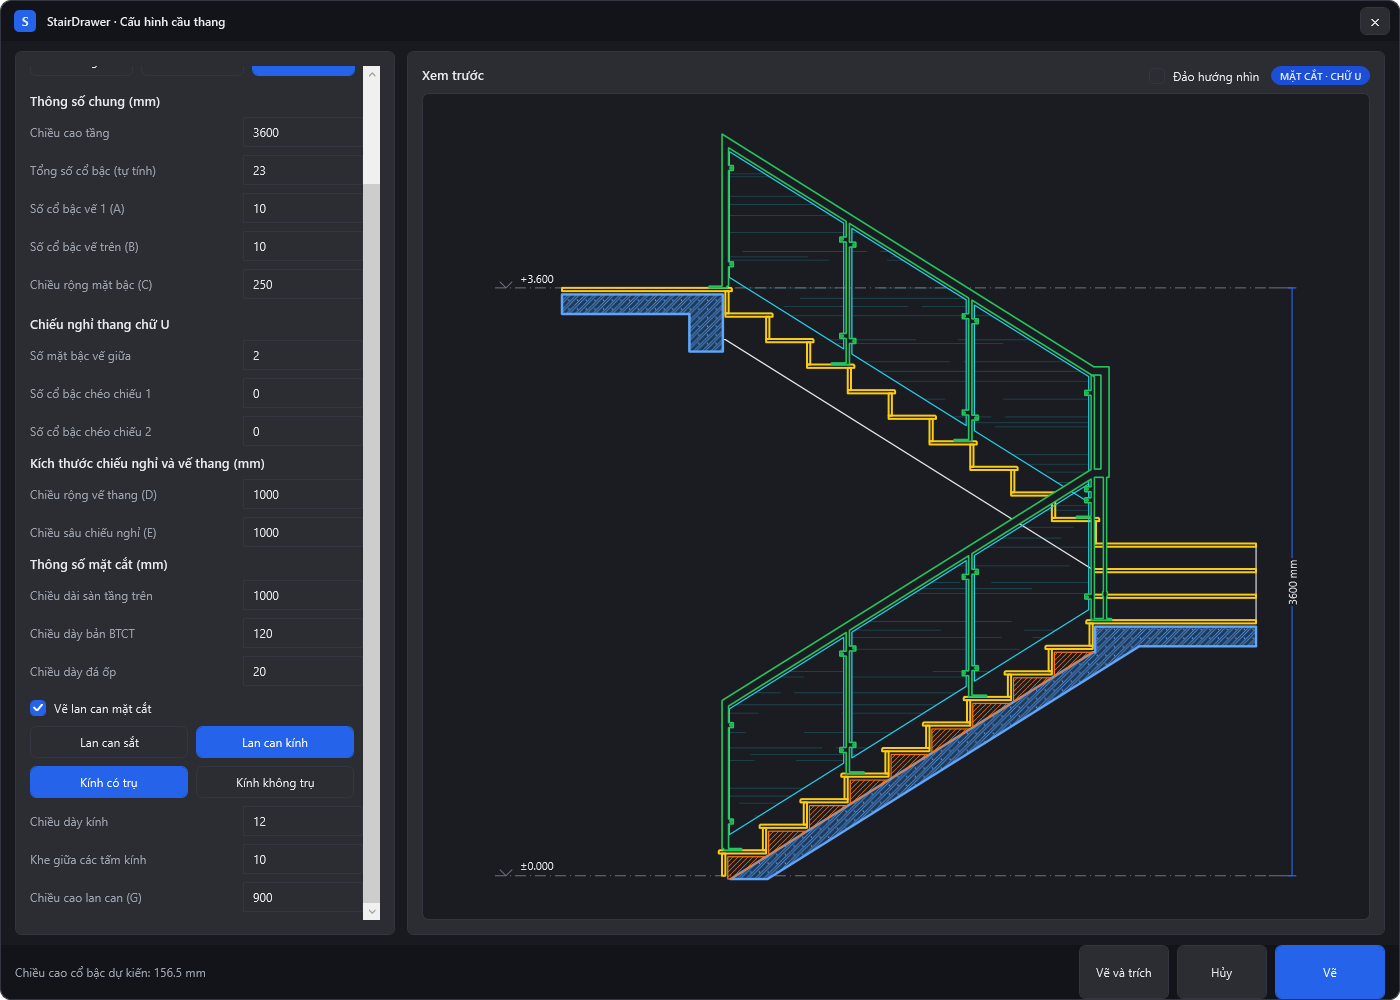 S StairDrawer · Cấu hình cầu thang
Thông số chung (mm)
Chiều cao tầng 3600
Tổng số cổ bậc (tự tính) 23
Số cổ bậc vế 1 (A) 10
Số cổ bậc vế trên (B) 10
Chiều rộng mặt bậc (C) 250
Chiếu nghỉ thang chữ U
Số mặt bậc vế giữa 2
Số cổ bậc chéo chiếu 1 0
Số cổ bậc chéo chiếu 2 0
Kích thước chiếu nghỉ và vế thang (mm)
Chiều rộng vế thang (D) 1000
Chiều sâu chiếu nghỉ (E) 1000
Thông số mặt cắt (mm)
Chiều dài sàn tầng trên 1000
Chiều dày bản BTCT 120
Chiều dày đá ốp 20
Vẽ lan can mặt cắt
Lan can sắt Lan can kính
Kính có trụ Kính không trụ
Chiều dày kính 12
Khe giữa các tấm kính 10
Chiều cao lan can (G) 900
Xem trước Đảo hướng nhìn MẶT CẮT · CHỮ U
+3.600
3600 mm
±0.000
Chiều cao cổ bậc dự kiến: 156.5 mm
Vẽ và trích Hủy Vẽ